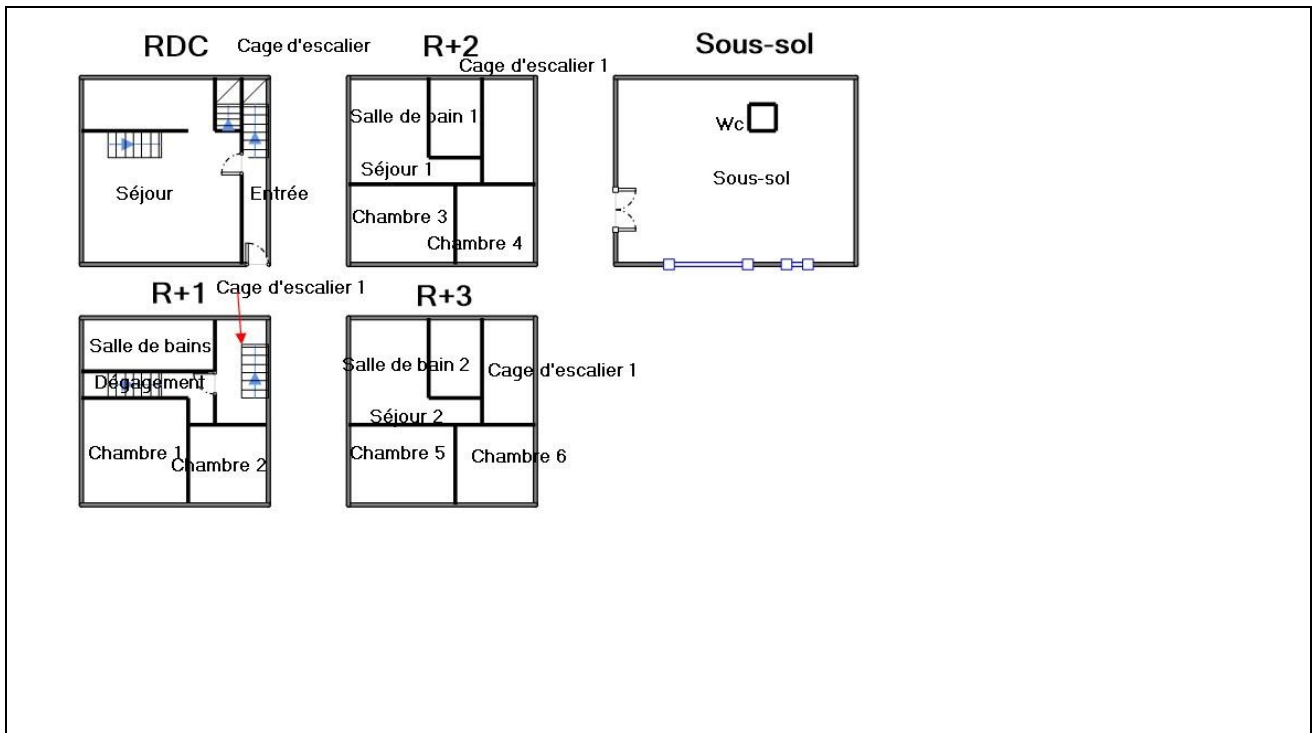 RDC
Cage d'escalier
R+2
Cage d'escalier 1
Sous-sol
Salle de bain 1
Wc
Séjour 1
Sous-sol
Séjour
Entrée
Chambre 3
Chambre 4
R+1
Cage d'escalier 1
R+3
Salle de bains
Dégagement
Salle de bain 2
Cage d'escalier 1
Séjour 2
Chambre 1
Chambre 2
Chambre 5
Chambre 6